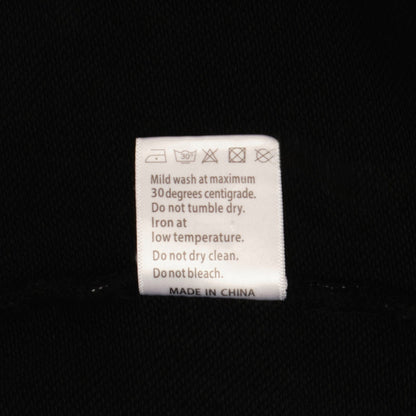 30°
Mild wash at maximum
30 degrees centigrade.
Do not tumble dry.
Iron at
low temperature.
Do not dry clean.
Do not bleach.
MADE IN CHINA